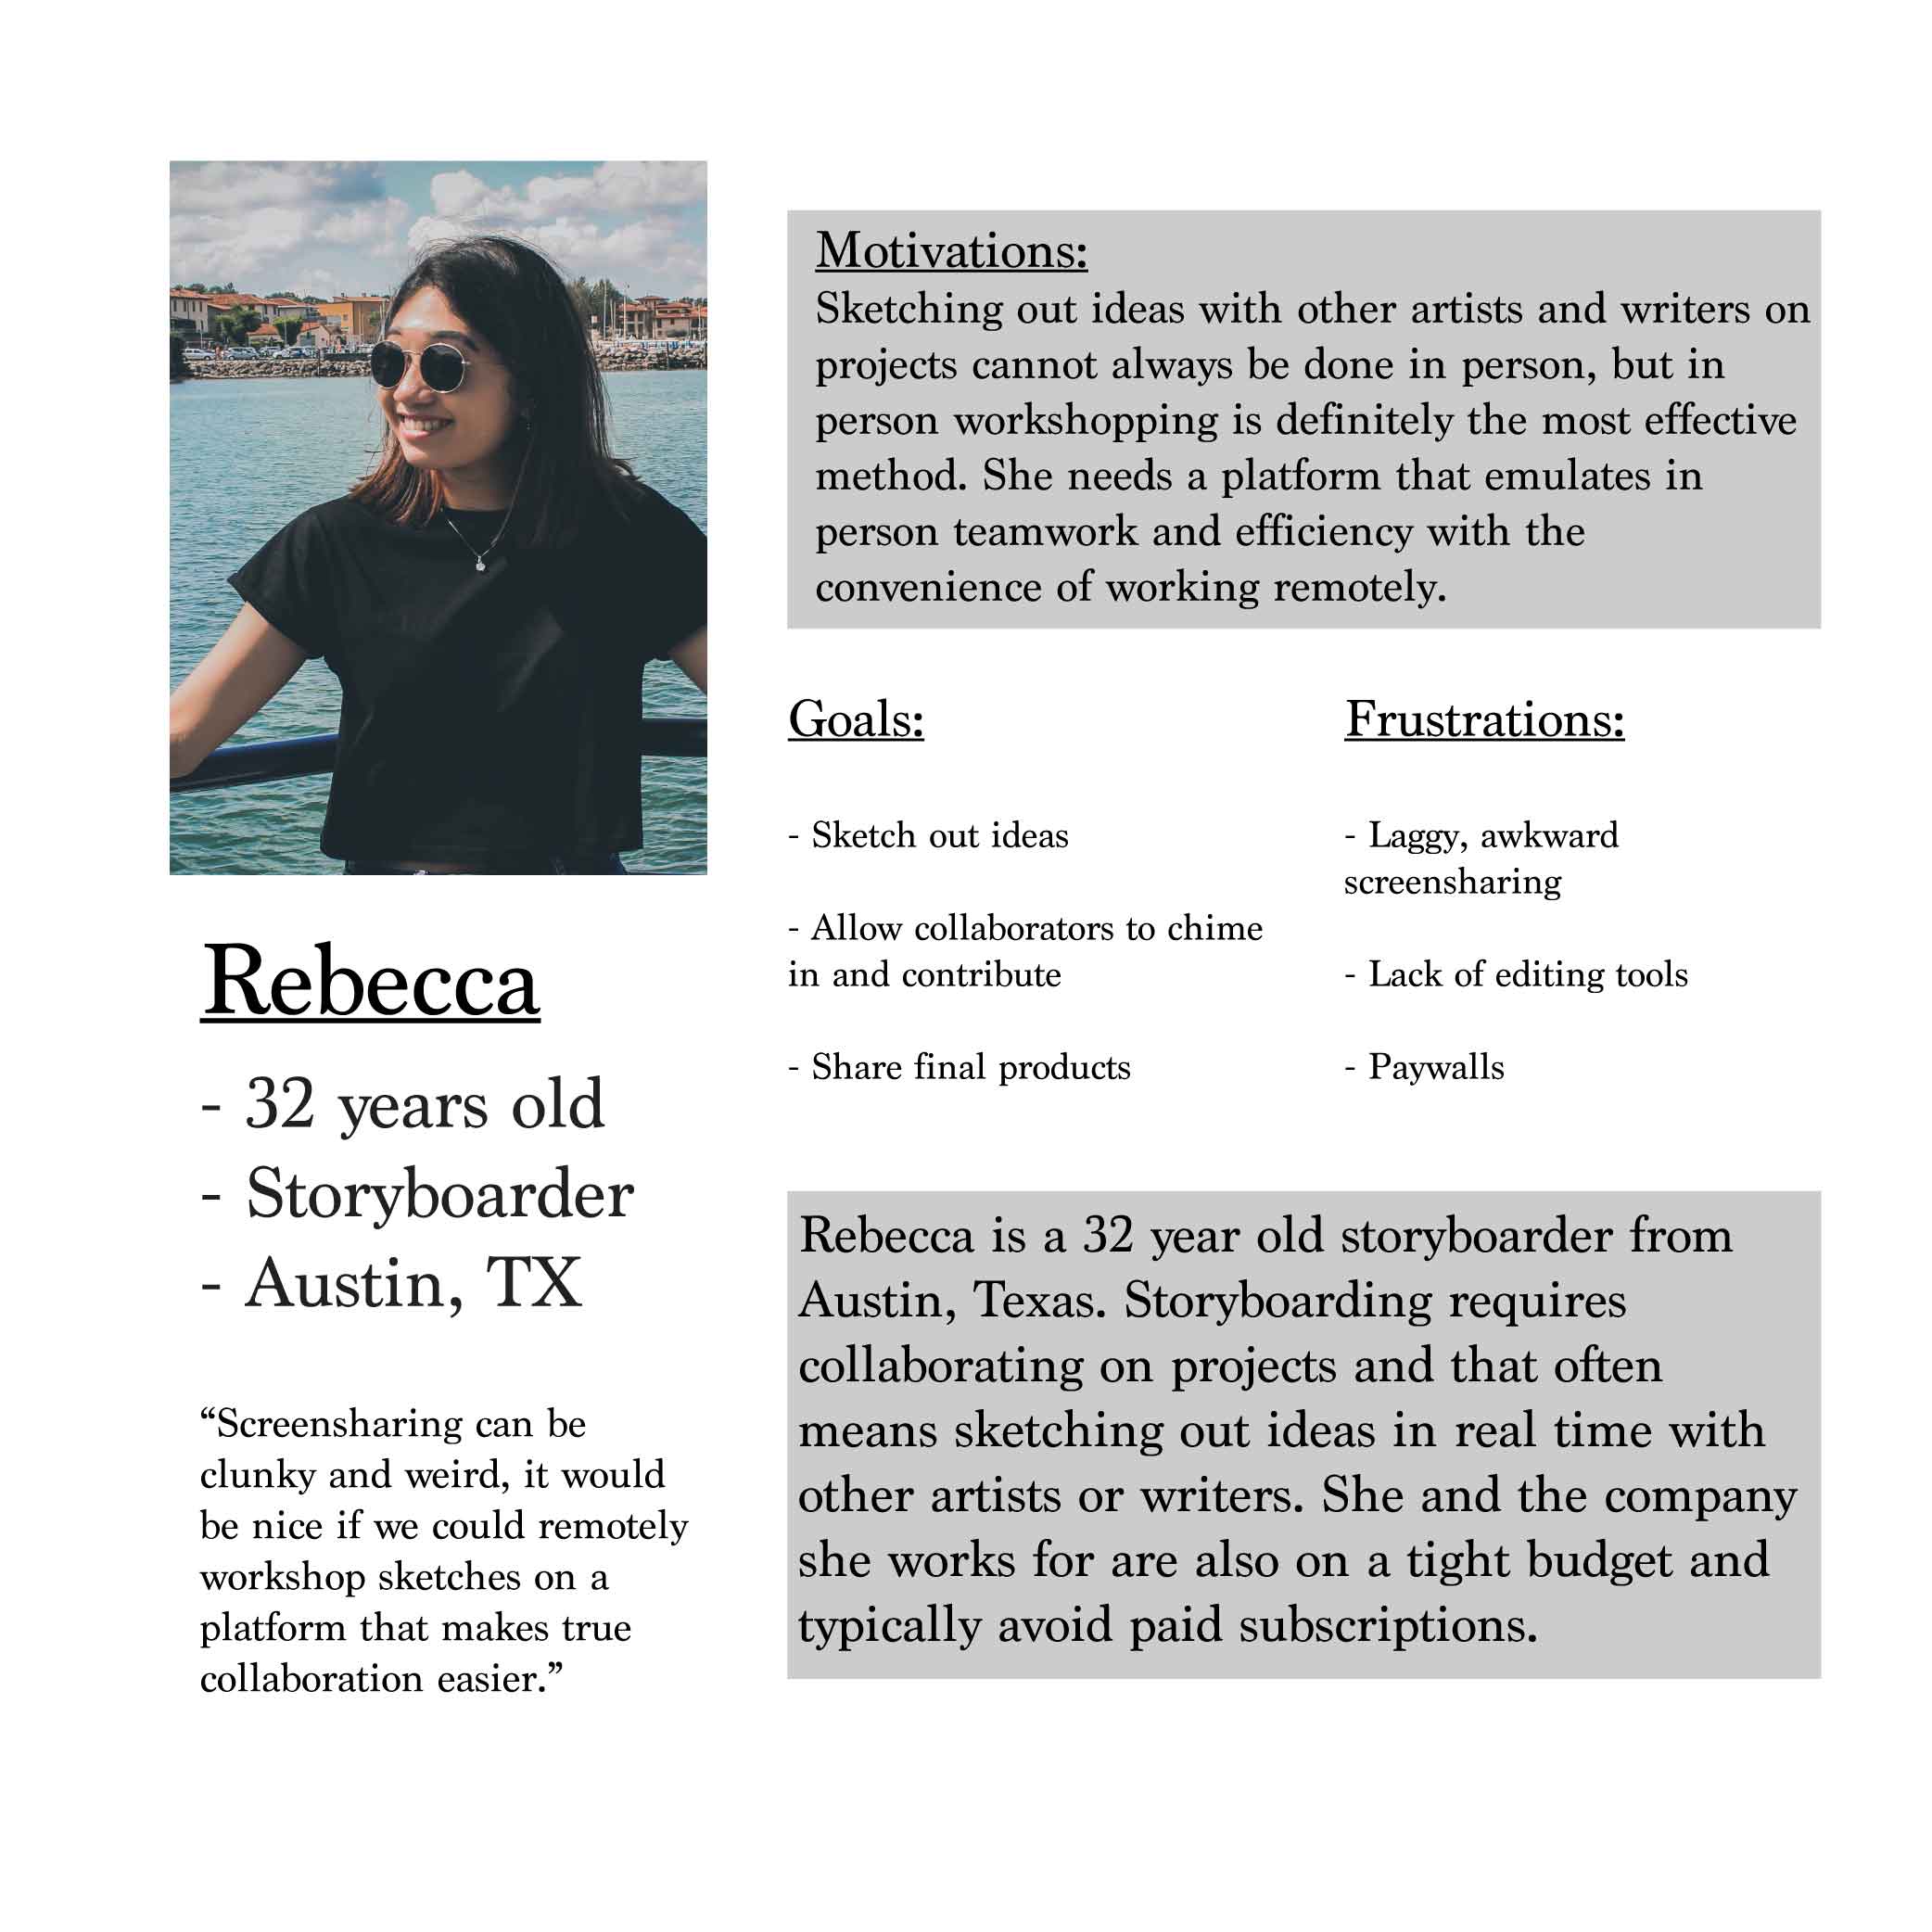 Motivations:
Sketching out ideas with other artists and writers on
projects cannot always be done in person, but in
person workshopping is definitely the most effective
method. She needs a platform that emulates in
person teamwork and efficiency with the
convenience of working remotely.
Goals:
- Sketch out ideas
- Allow collaborators to chime
in and contribute
- Share final products
Frustrations:
- Laggy, awkward
screensharing
- Lack of editing tools
- Paywalls
Rebecca
- 32 years old
- Storyboarder
- Austin, TX
“Screensharing can be
clunky and weird, it would
be nice if we could remotely
workshop sketches on a
platform that makes true
collaboration easier.”
Rebecca is a 32 year old storyboarder from
Austin, Texas. Storyboarding requires
collaborating on projects and that often
means sketching out ideas in real time with
other artists or writers. She and the company
she works for are also on a tight budget and
typically avoid paid subscriptions.